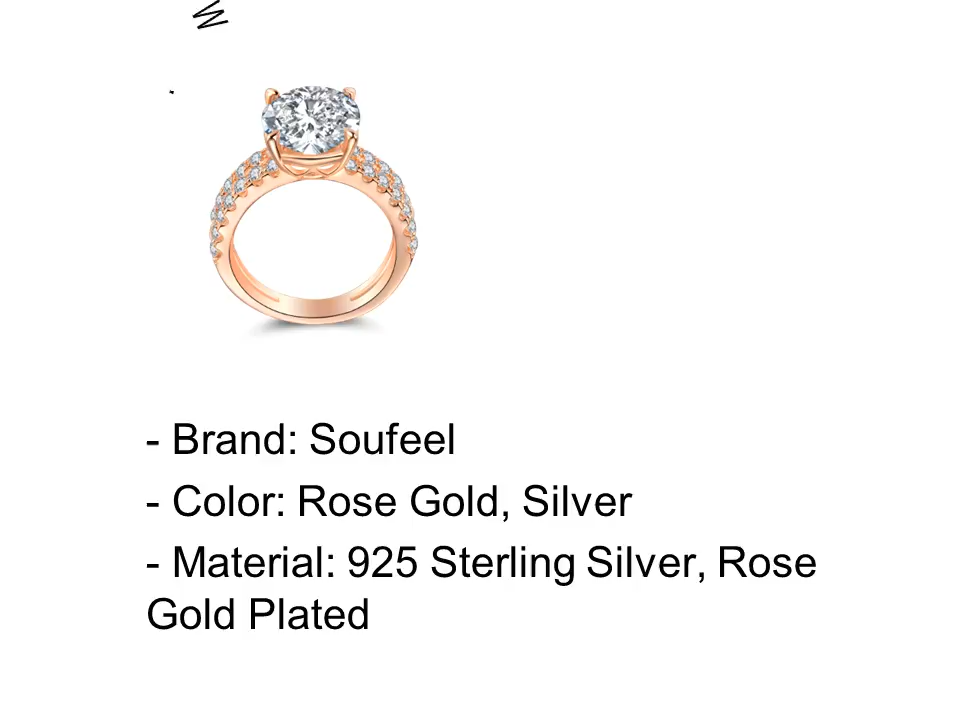 - Brand: Soufeel
- Color: Rose Gold, Silver
- Material: 925 Sterling Silver, Rose
Gold Plated